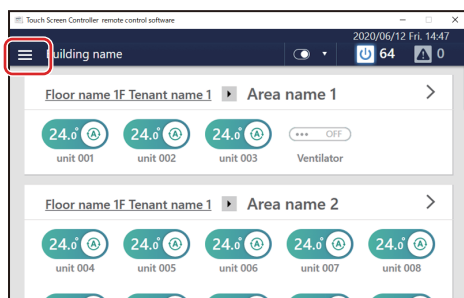 Touch Screen Controller remote control software
2020/06/12 Fri. 14:47
Building name 64 0
Floor name 1F Tenant name 1 Area name 1
24.0° A 24.0° A 24.0° A OFF
unit 001 unit 002 unit 003 Ventilator
Floor name 1F Tenant name 1 Area name 2
24.0° A 24.0° A 24.0° A 24.0° A 24.0° A
unit 004 unit 005 unit 006 unit 007 unit 008